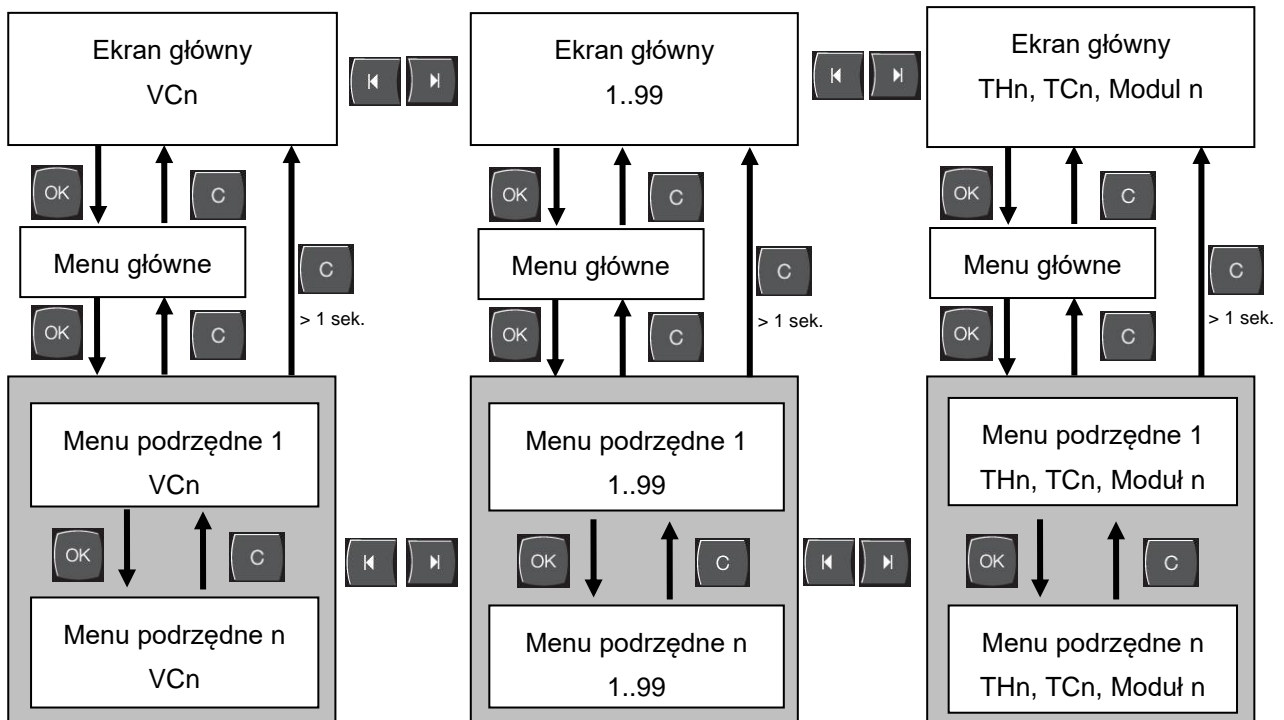 Ekran główny
VCn
Ekran główny
1..99
Ekran główny
THn, TCn, Modul n
OK
C
OK
C
OK
C
Menu główne
C
Menu główne
C
Menu główne
C
> 1 sek.
> 1 sek.
> 1 sek.
OK
C
OK
C
OK
C
Menu podrzędne 1
VCn
Menu podrzędne 1
1..99
Menu podrzędne 1
THn, TCn, Moduł n
OK
C
OK
C
OK
C
Menu podrzędne n
VCn
Menu podrzędne n
1..99
Menu podrzędne n
THn, TCn, Moduł n